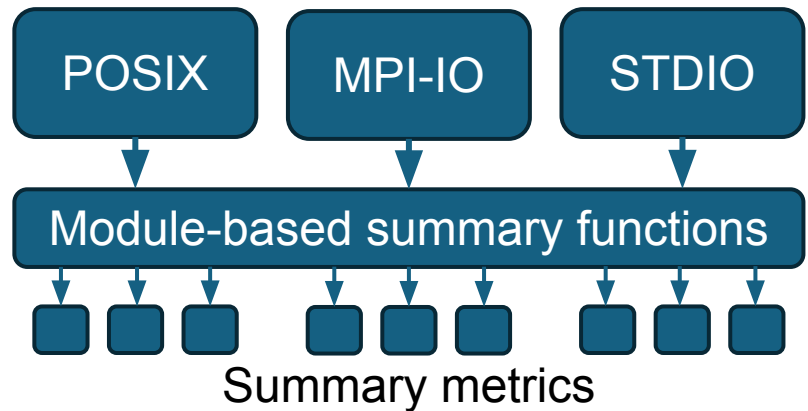 POSIX
MPI-IO
STDIO
Module-based summary functions
Summary metrics